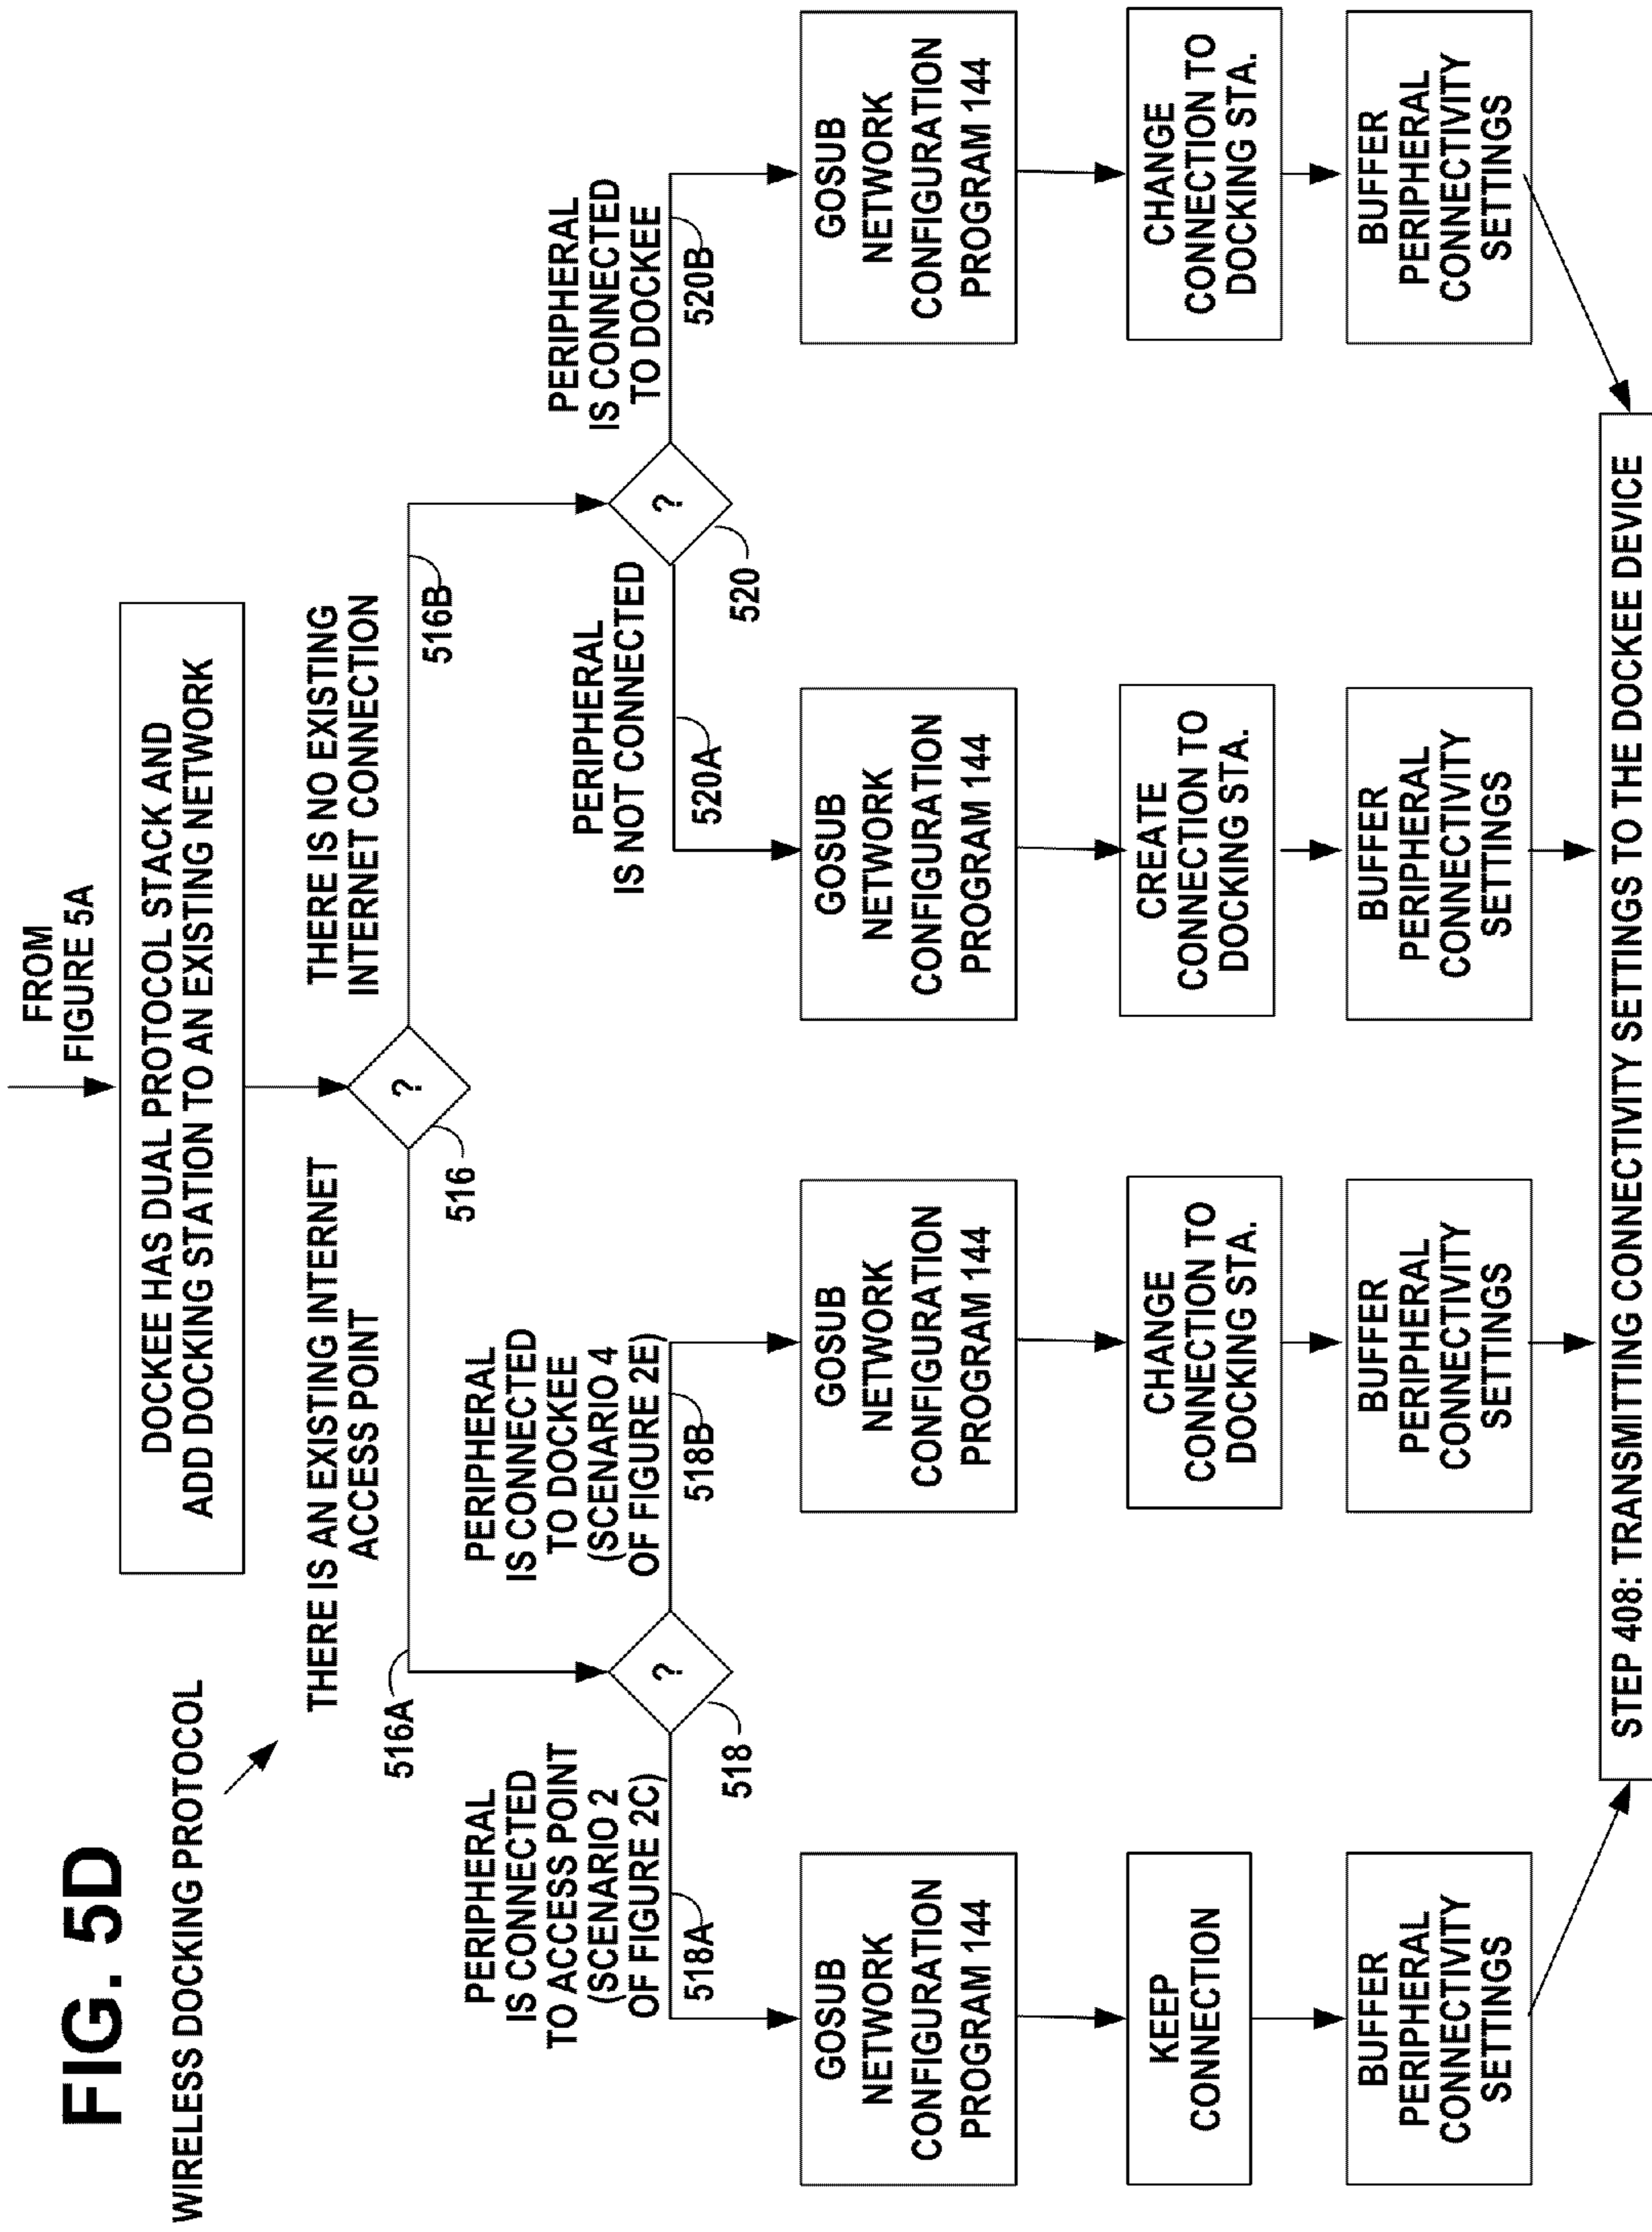 FIG. 5D
WIRELESS DOCKING PROTOCOL
FROM
FIGURE 5A
DOCKEE HAS DUAL PROTOCOL STACK AND
ADD DOCKING STATION TO AN EXISTING NETWORK
THERE IS AN EXISTING INTERNET
ACCESS POINT
516A
?
516
THERE IS NO EXISTING
INTERNET CONNECTION
516B
PERIPHERAL
IS CONNECTED
TO ACCESS POINT
(SCENARIO 2
OF FIGURE 2C)
518A
?
518
PERIPHERAL
IS CONNECTED
TO DOCKEE
(SCENARIO 4
OF FIGURE 2E)
518B
PERIPHERAL
IS NOT CONNECTED
520A
?
520
PERIPHERAL
IS CONNECTED
TO DOCKEE
520B
GOSUB
NETWORK
CONFIGURATION
PROGRAM 144
GOSUB
NETWORK
CONFIGURATION
PROGRAM 144
GOSUB
NETWORK
CONFIGURATION
PROGRAM 144
GOSUB
NETWORK
CONFIGURATION
PROGRAM 144
KEEP
CONNECTION
CHANGE
CONNECTION TO
DOCKING STA.
CREATE
CONNECTION TO
DOCKING STA.
CHANGE
CONNECTION TO
DOCKING STA.
BUFFER
PERIPHERAL
CONNECTIVITY
SETTINGS
BUFFER
PERIPHERAL
CONNECTIVITY
SETTINGS
BUFFER
PERIPHERAL
CONNECTIVITY
SETTINGS
BUFFER
PERIPHERAL
CONNECTIVITY
SETTINGS
STEP 408: TRANSMITTING CONNECTIVITY SETTINGS TO THE DOCKEE DEVICE